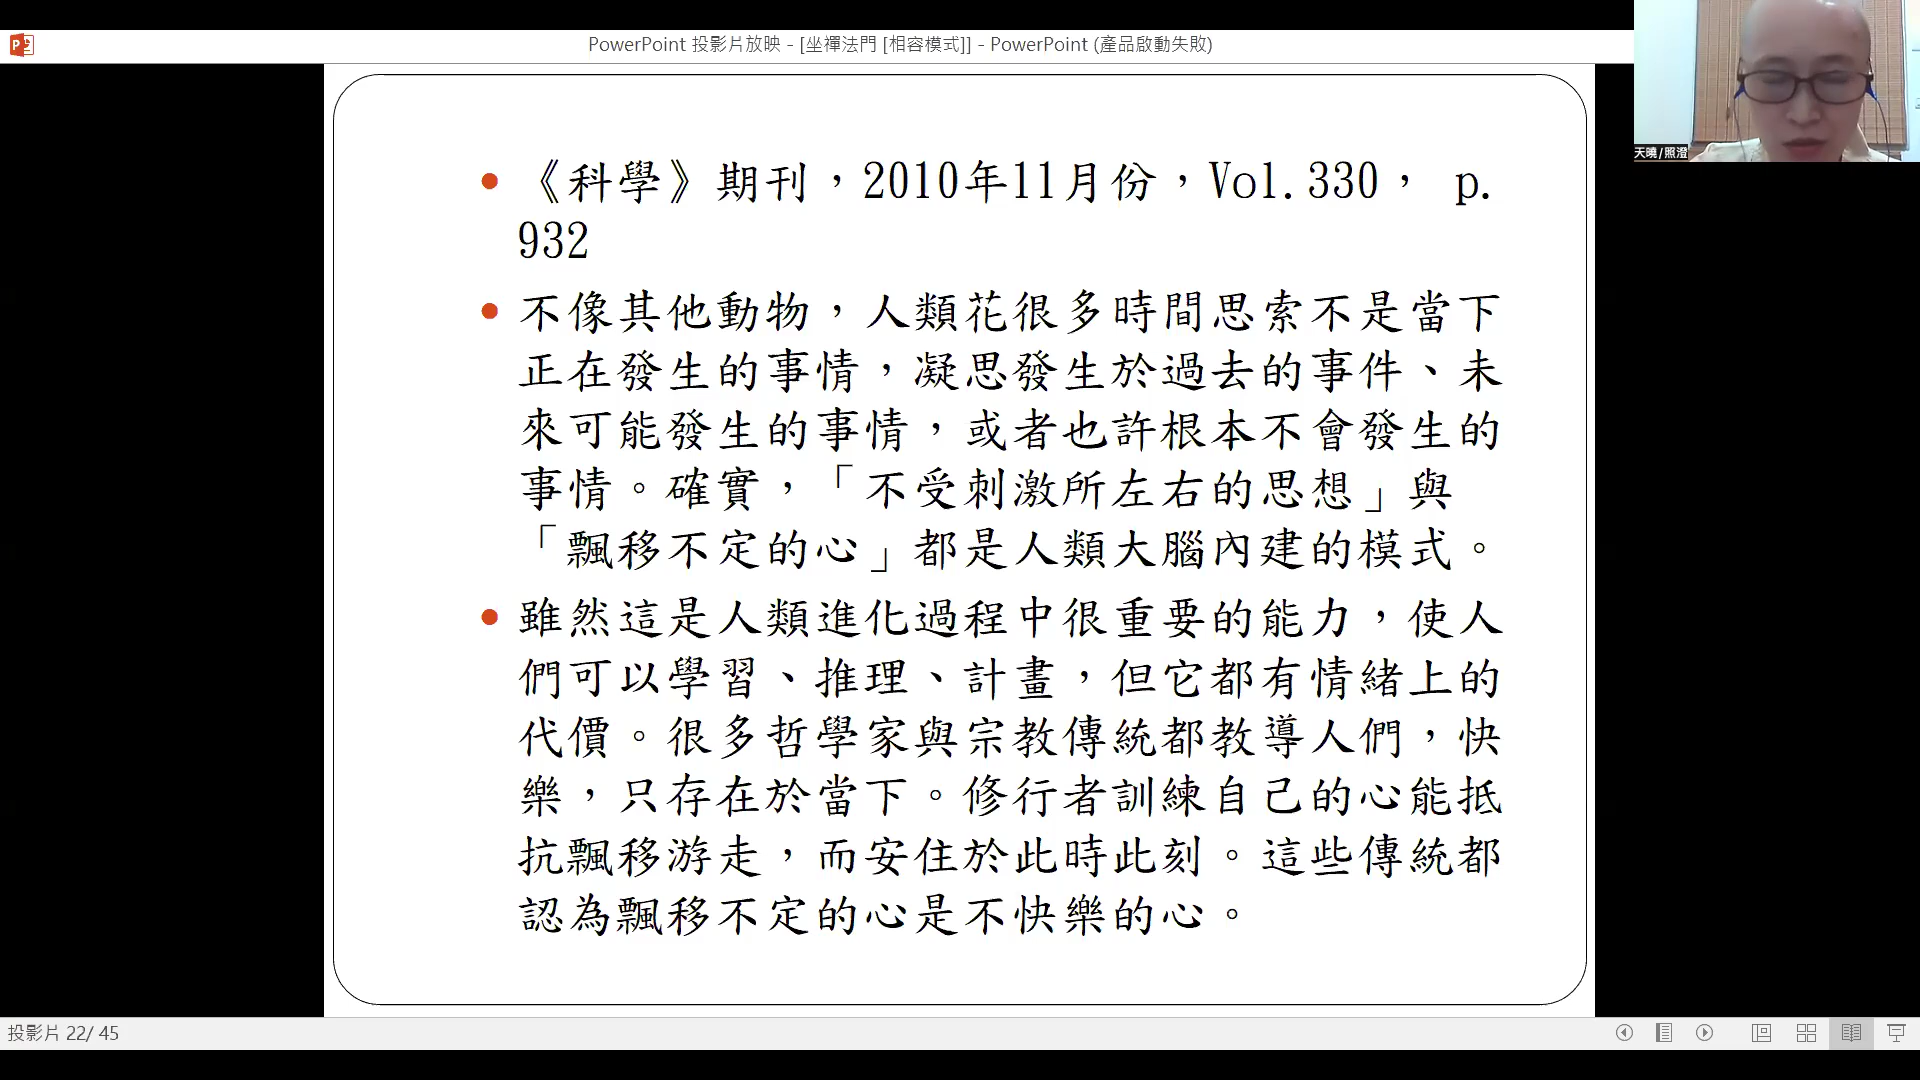 PowerPoint 投影片放映 - [坐禪法門 [相容模式]] - PowerPoint (產品啟動失敗)
天曉/照澄
《科學》期刊，2010年11月份，Vol.330， p.
932
不像其他動物，人類花很多時間思索不是當下
正在發生的事情，凝思發生於過去的事件、未
來可能發生的事情，或者也許根本不會發生的
事情。確實，「不受刺激所左右的思想」與
「飄移不定的心」都是人類大腦內建的模式。
雖然這是人類進化過程中很重要的能力，使人
們可以學習、推理、計畫，但它都有情緒上的
代價。很多哲學家與宗教傳統都教導人們，快
樂，只存在於當下。修行者訓練自己的心能抵
抗飄移游走，而安住於此時此刻。這些傳統都
認為飄移不定的心是不快樂的心。
投影片 22/ 45